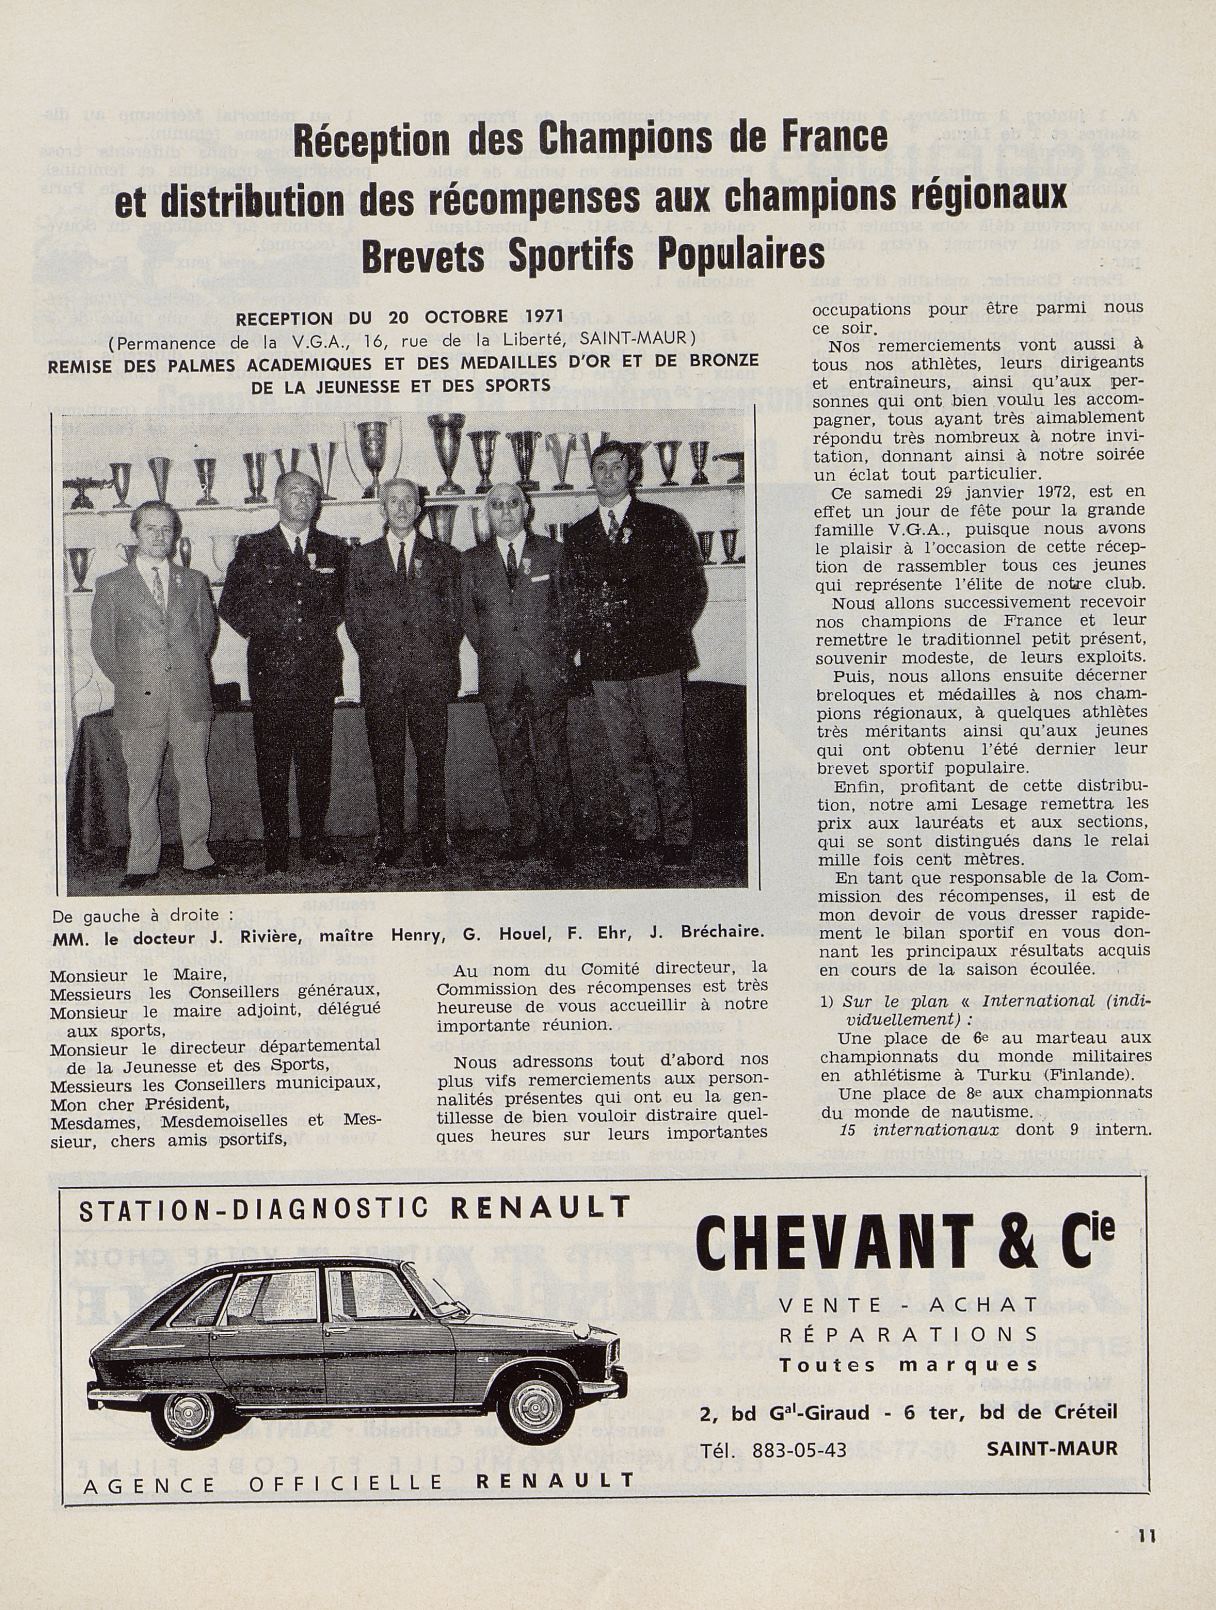 Réception des Champions de France
et distribution des récompenses aux champions régionaux
Brevets Sportifs Populaires
RECEPTION DU 20 OCTOBRE 1971
(Permanence de la V.G.A., 16, rue de la Liberté, SAINT-MAUR)
REMISE DES PALMES ACADEMIQUES ET DES MEDAILLES D'OR ET DE BRONZE
DE LA JEUNESSE ET DES SPORTS
De gauche à droite :
MM. le docteur J. Rivière, maître Henry, G. Houel, F. Ehr, J. Bréchaire.
Monsieur le Maire,
Messieurs les Conseillers généraux,
Monsieur le maire adjoint, délégué
aux sports,
Monsieur le directeur départemental
de la Jeunesse et des Sports,
Messieurs les Conseillers municipaux,
Mon cher Président,
Mesdames, Mesdemoiselles et Mes-
sieur, chers amis psortifs,
Au nom du Comité directeur, la
Commission des récompenses est très
heureuse de vous accueillir à notre
importante réunion.
Nous adressons tout d'abord nos
plus vifs remerciements aux person-
nalités présentes qui ont eu la gen-
tillesse de bien vouloir distraire quel-
ques heures sur leurs importantes
occupations pour être parmi nous
ce soir.
Nos remerciements vont aussi à
tous nos athlètes, leurs dirigeants
et entraineurs, ainsi qu'aux per-
sonnes qui ont bien voulu les accom-
pagner, tous ayant très aimablement
répondu très nombreux à notre invi-
tation, donnant ainsi à notre soirée
un éclat tout particulier.
Ce samedi 29 janvier 1972, est en
effet un jour de fête pour la grande
famille V.G.A., puisque nous avons
le plaisir à l'occasion de cette récep-
tion de rassembler tous ces jeunes
qui représente l'élite de notre club.
Nous allons successivement recevoir
nos champions de France et leur
remettre le traditionnel petit présent,
souvenir modeste, de leurs exploits.
Puis, nous allons ensuite décerner
breloques et médailles à nos cham-
pions régionaux, à quelques athlètes
très méritants ainsi qu'aux jeunes
qui ont obtenu l'été dernier leur
brevet sportif populaire.
Enfin, profitant de cette distribu-
tion, notre ami Lesage remettra les
prix aux lauréats et aux sections,
qui se sont distingués dans le relai
mille fois cent mètres.
En tant que responsable de la Com-
mission des récompenses, il est de
mon devoir de vous dresser rapide-
ment le bilan sportif en vous don-
nant les principaux résultats acquis
en cours de la saison écoulée.
1) Sur le plan « International (indi-
viduellement) :
Une place de 6e au marteau aux
championnats du monde militaires
en athlétisme à Turku (Finlande).
Une place de 8e aux championnats
du monde de nautisme.
15 internationaux dont 9 intern.
STATION-DIAGNOSTIC RENAULT
AGENCE OFFICIELLE RENAULT
CHEVANT & Cie
VENTE - ACHAT
RÉPARATIONS
Toutes marques
2, bd Gal-Giraud - 6 ter, bd de Créteil
Tél. 883-05-43 SAINT-MAUR
11